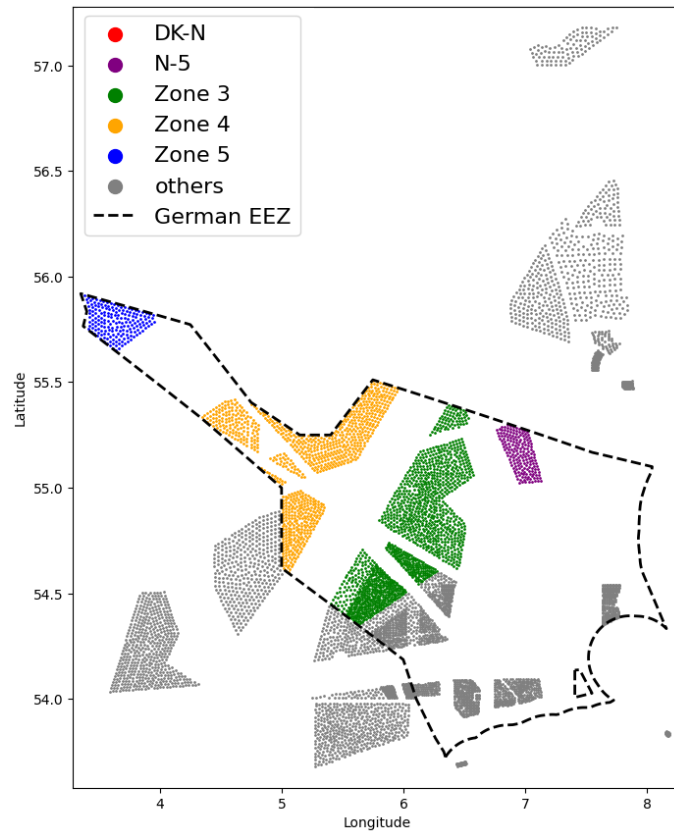 DK-N
N-5
Zone 3
Zone 4
Zone 5
others
German EEZ
57.0
56.5
56.0
55.5
55.0
54.5
54.0
Latitude
4
5
6
7
8
Longitude